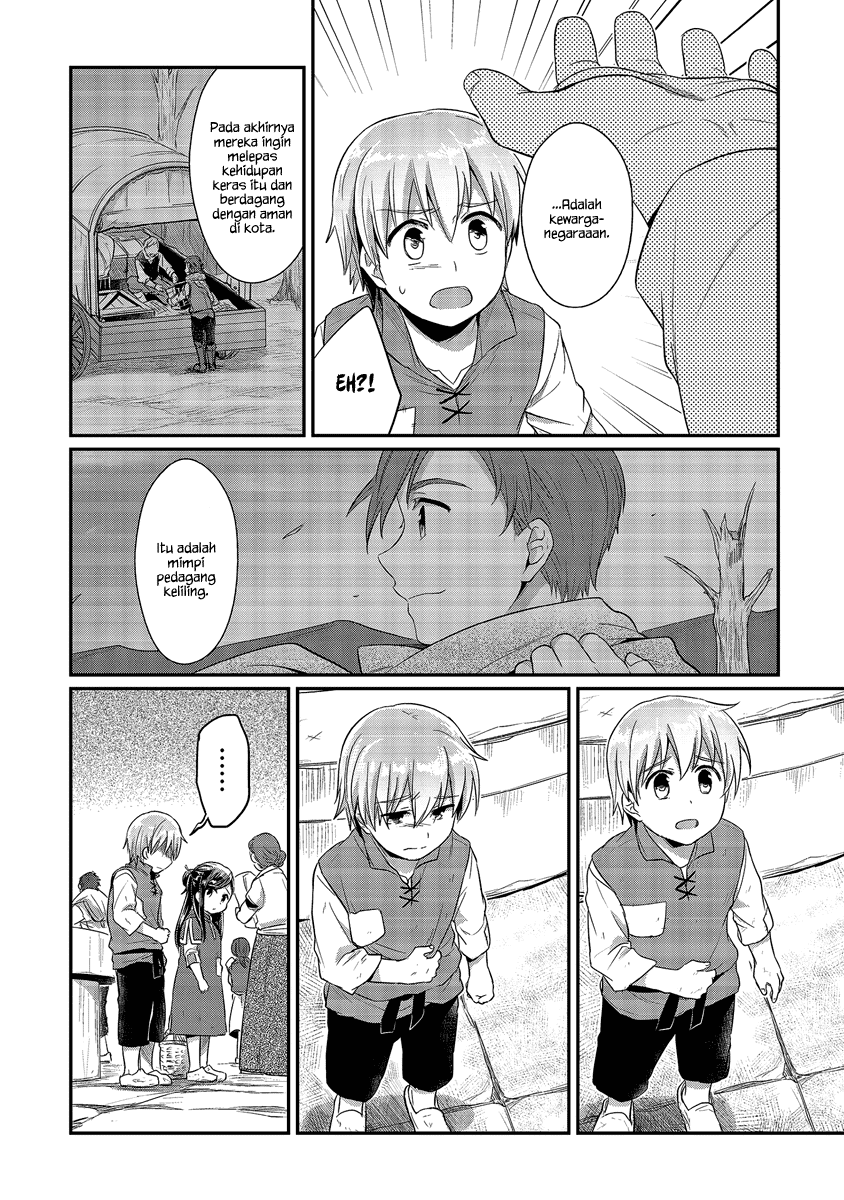 ...Adalah
kewarga-
negaraaan.
EH?!
Pada akhirnya
mereka ingin
melepas
kehidupan
keras itu dan
berdagang
dengan aman
di kota.
Itu adalah
mimpi
pedagang
keliling.
......